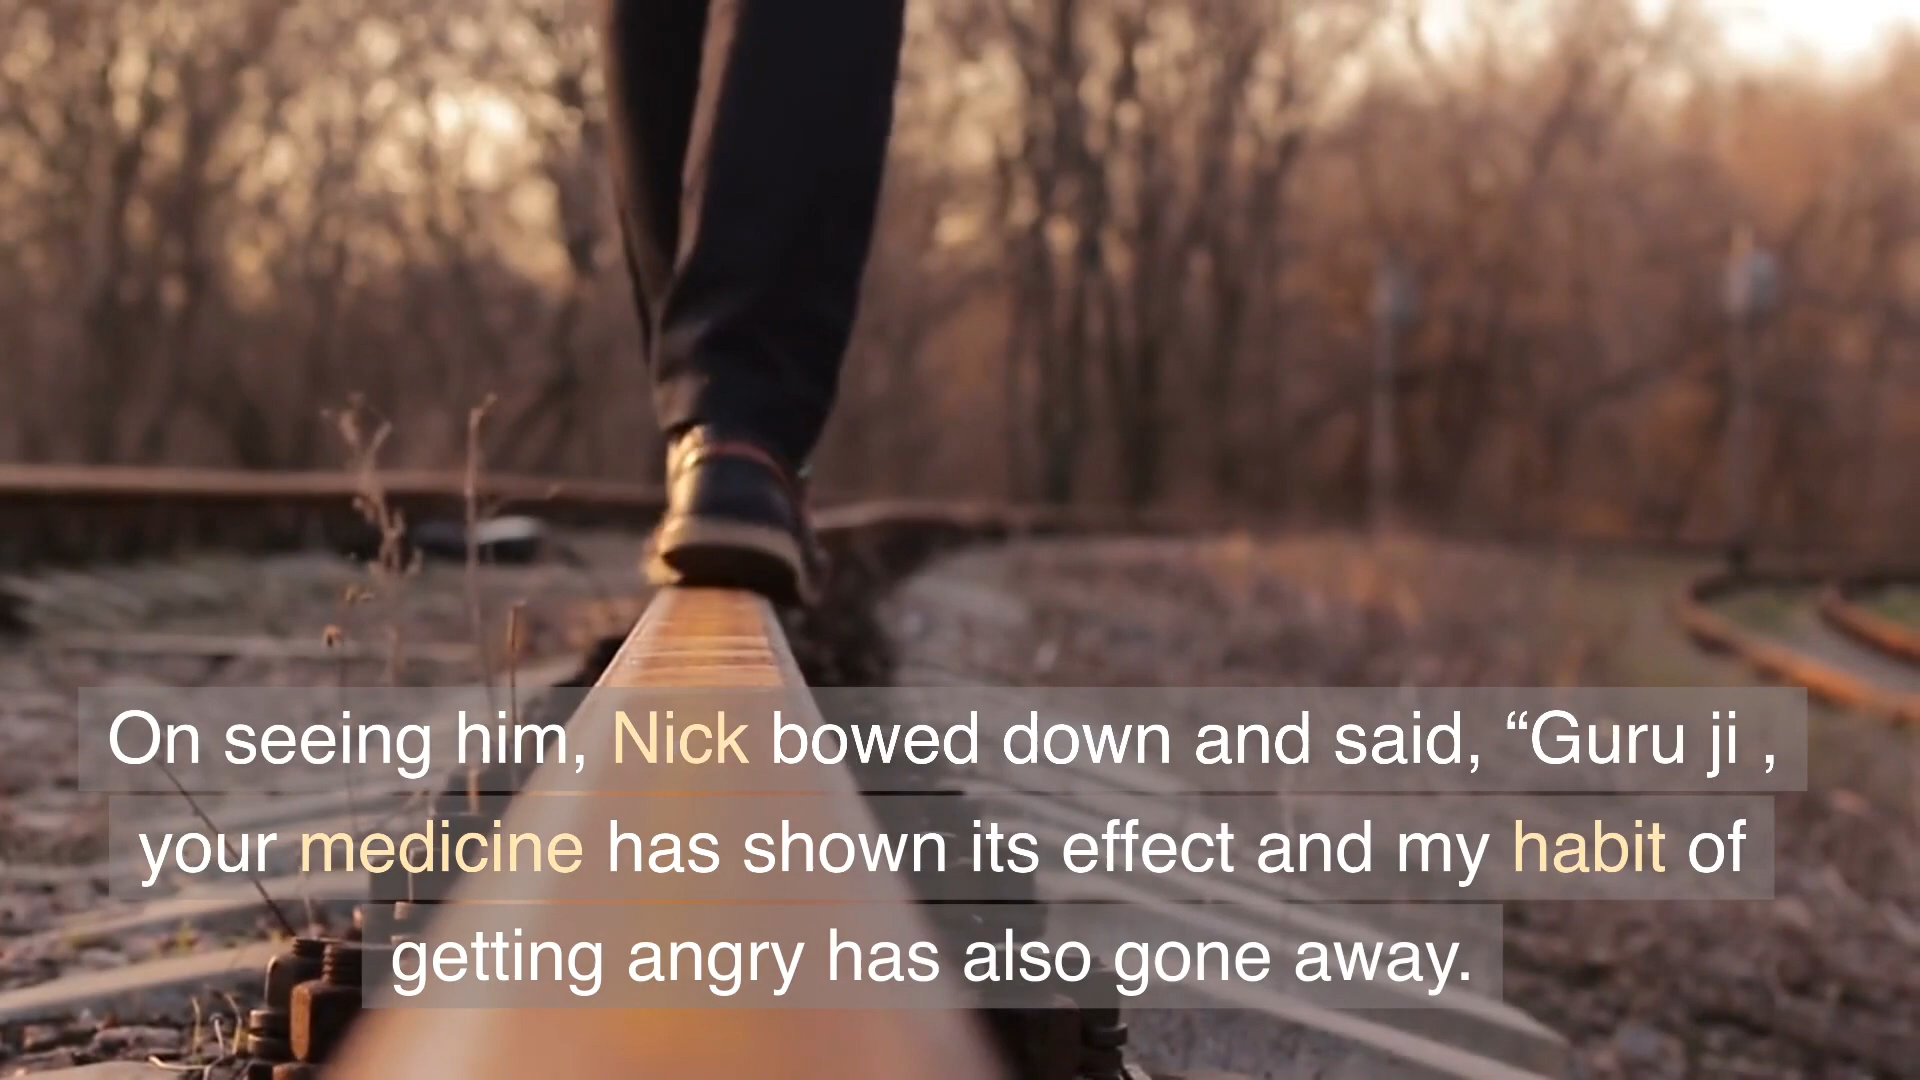 On seeing him, Nick bowed down and said, “Guru ji ,
your medicine has shown its effect and my habit of
getting angry has also gone away.